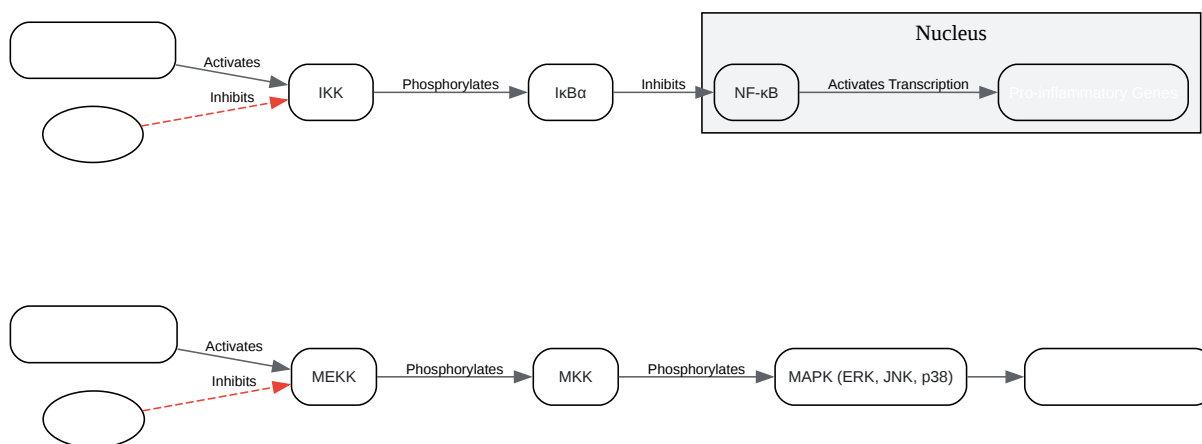 Nucleus
Activates
Inhibits
IKK
Phosphorylates
IκBα
Inhibits
NF-κB
Activates Transcription
Pro-inflammatory Genes
Activates
Inhibits
MEKK
Phosphorylates
MKK
Phosphorylates
MAPK (ERK, JNK, p38)